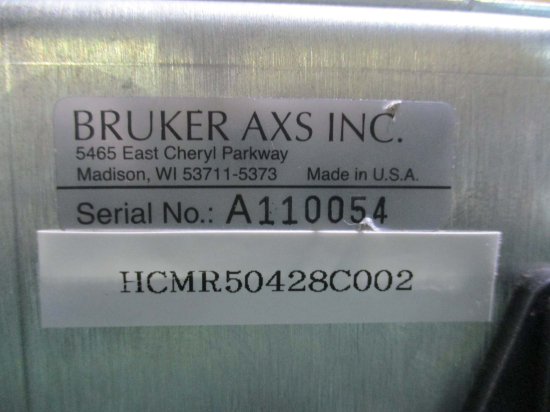 BRUKER AXS INC.
5465 East Cheryl Parkway
Madison, WI 53711-5373 Made in U.S.A.
Serial No.: A110054
HCMR50428C002